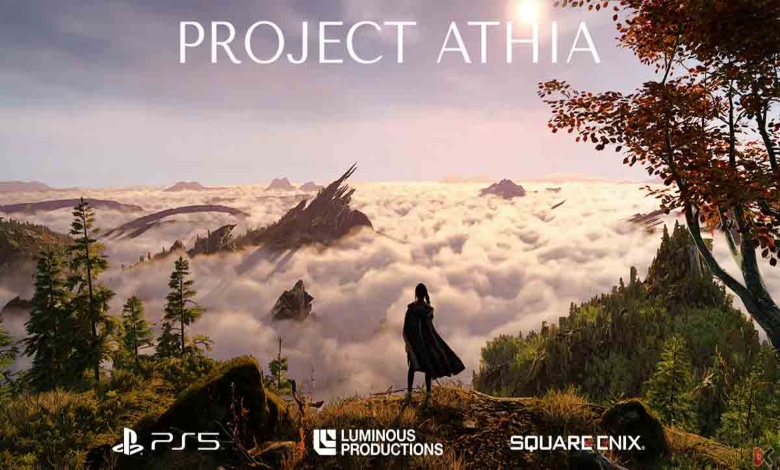 PROJECT ATHIA
PS5
LUMINOUS
PRODUCTIONS
SQUARE ENIX.